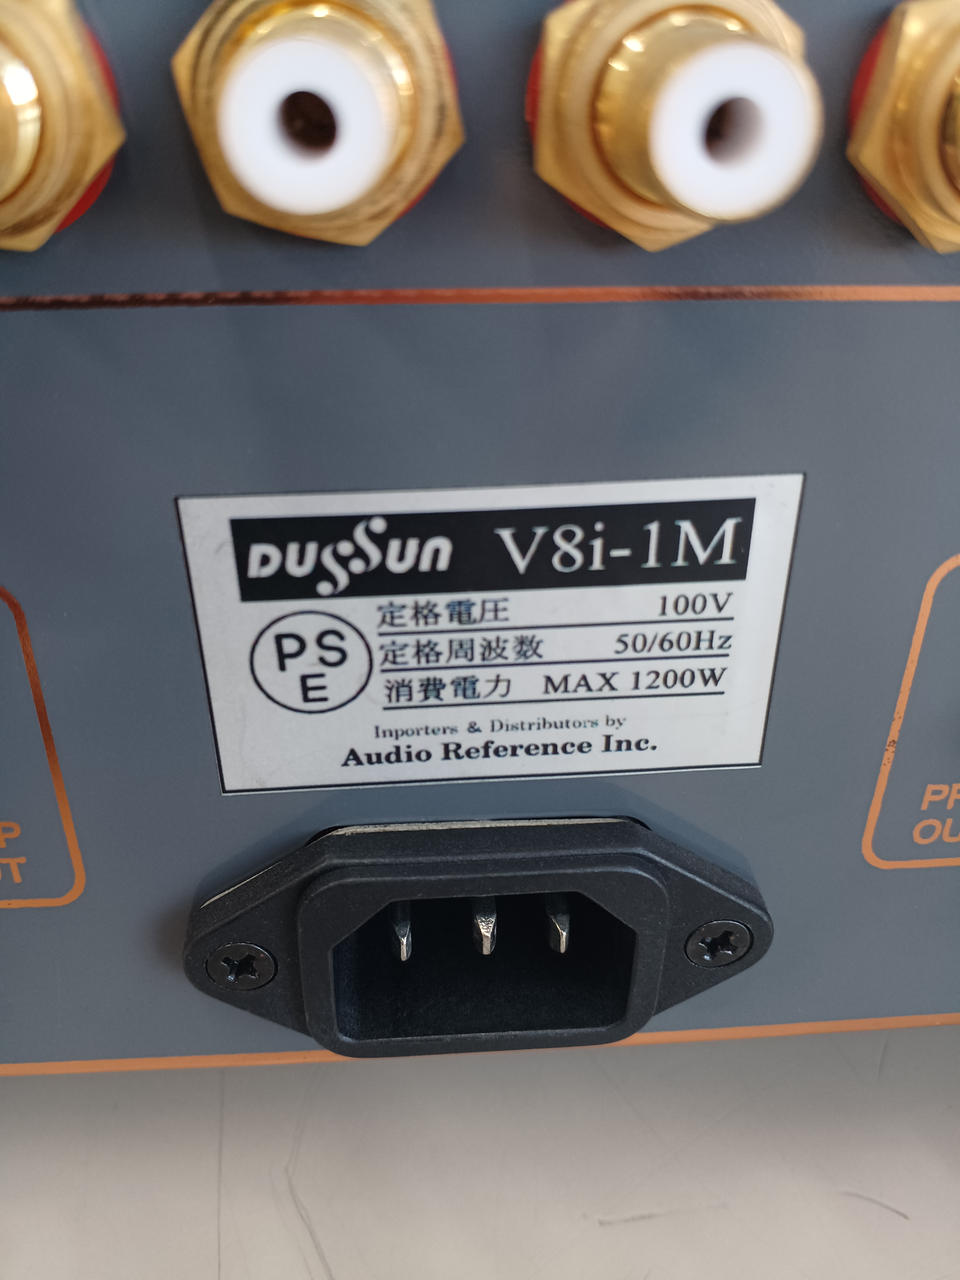 DUSSUN V8i-1M
PSE
定格電圧 100V
定格周波数 50/60Hz
消費電力 MAX 1200W
Inporters & Distributors by
Audio Reference Inc.